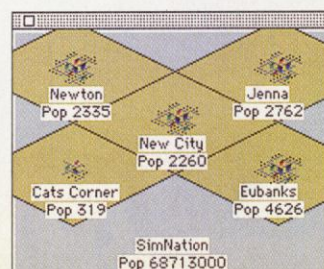 Newton
Pop 2335
Jenna
Pop 2762
New City
Pop 2260
Cats Corner
Pop 319
Eubanks
Pop 4626
SimNation
Pop 68713000